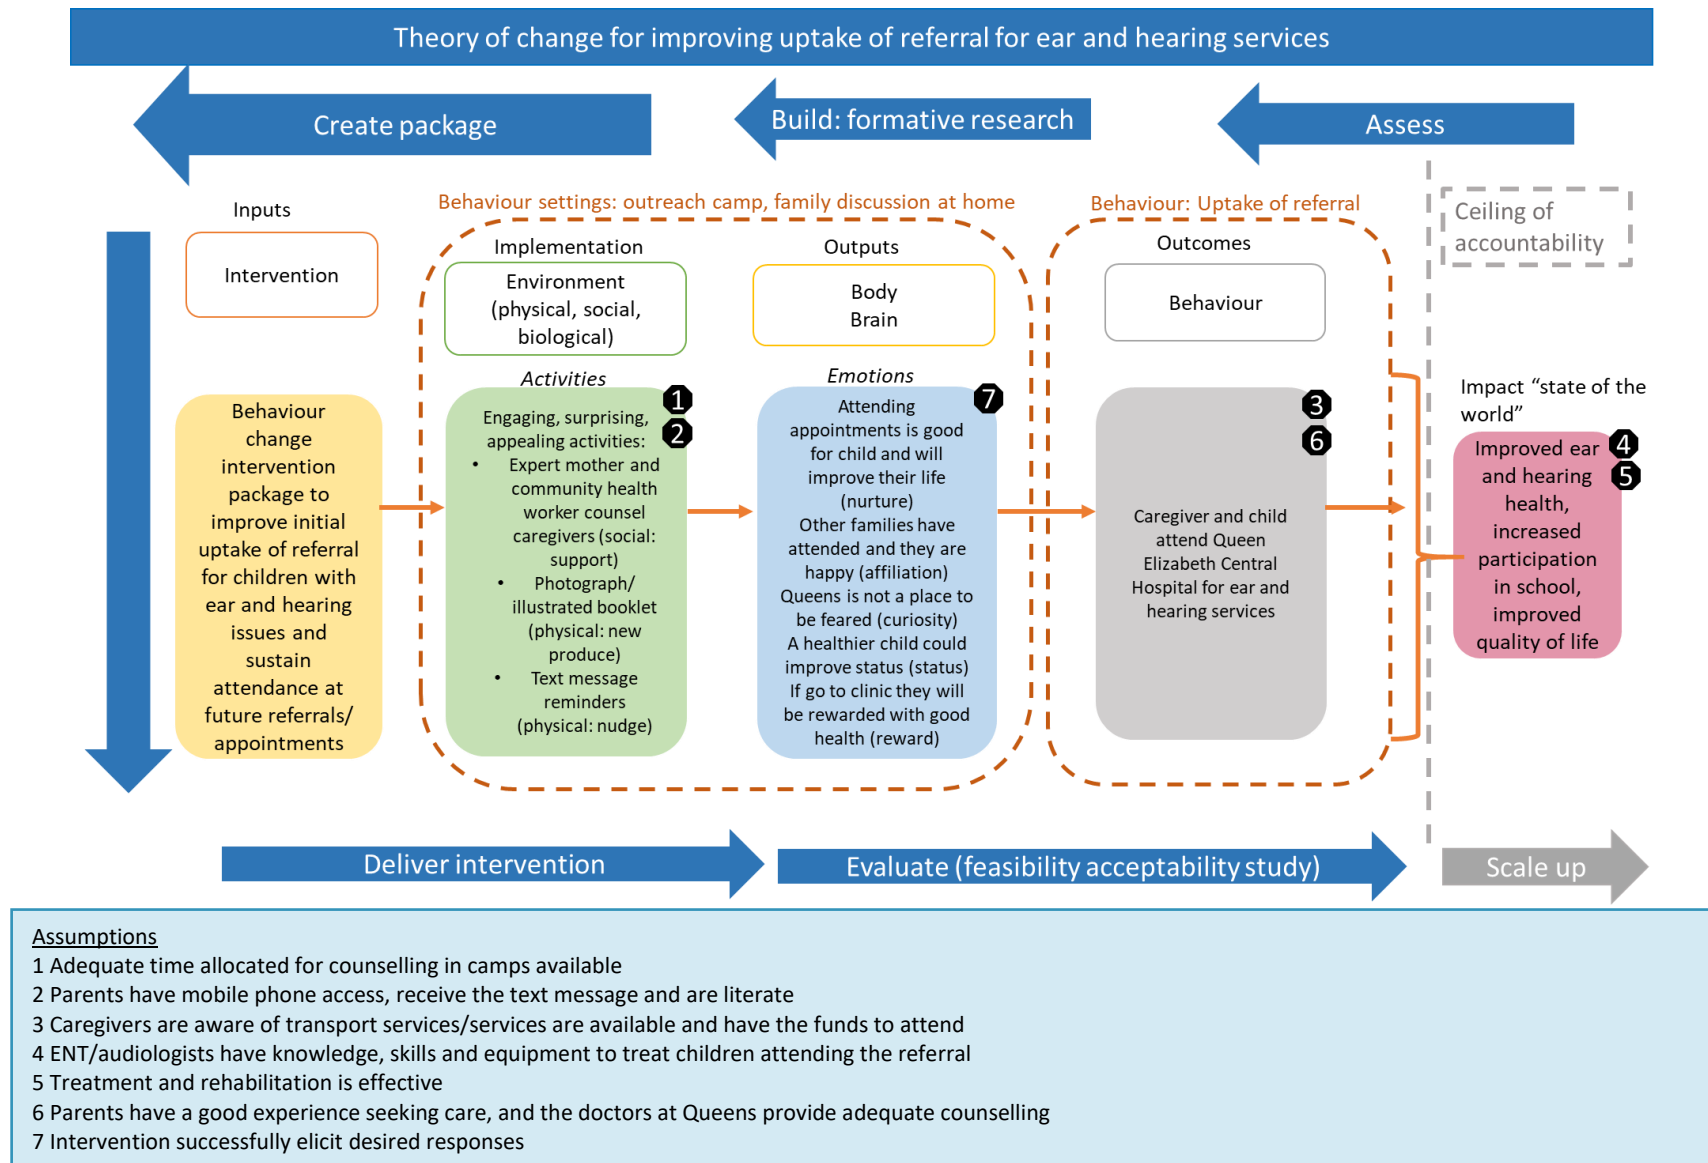 Theory of change for improving uptake of referral for ear and hearing services
Create package
Build: formative research
Assess
Inputs
Intervention
Behaviour
change
intervention
package to
improve initial
uptake of referral
for children with
ear and hearing
issues and
sustain
attendance at
future referrals/
appointments
Behaviour settings: outreach camp, family discussion at home
Implementation
Environment
(physical, social,
biological)
Activities
1
2
Engaging, surprising,
appealing activities:
• Expert mother and
community health
worker counsel
caregivers (social:
support)
• Photograph/
illustrated booklet
(physical: new
produce)
• Text message
reminders
(physical: nudge)
Outputs
Body
Brain
Emotions
7
Attending
appointments is good
for child and will
improve their life
(nurture)
Other families have
attended and they are
happy (affiliation)
Queens is not a place to
be feared (curiosity)
A healthier child could
improve status (status)
If go to clinic they will
be rewarded with good
health (reward)
Behaviour: Uptake of referral
Outcomes
Behaviour
3
6
Caregiver and child
attend Queen
Elizabeth Central
Hospital for ear and
hearing services
Ceiling of
accountability
Impact “state of the
world”
4
5
Improved ear
and hearing
health,
increased
participation
in school,
improved
quality of life
Deliver intervention
Evaluate (feasibility acceptability study)
Scale up
Assumptions
1 Adequate time allocated for counselling in camps available
2 Parents have mobile phone access, receive the text message and are literate
3 Caregivers are aware of transport services/services are available and have the funds to attend
4 ENT/audiologists have knowledge, skills and equipment to treat children attending the referral
5 Treatment and rehabilitation is effective
6 Parents have a good experience seeking care, and the doctors at Queens provide adequate counselling
7 Intervention successfully elicit desired responses